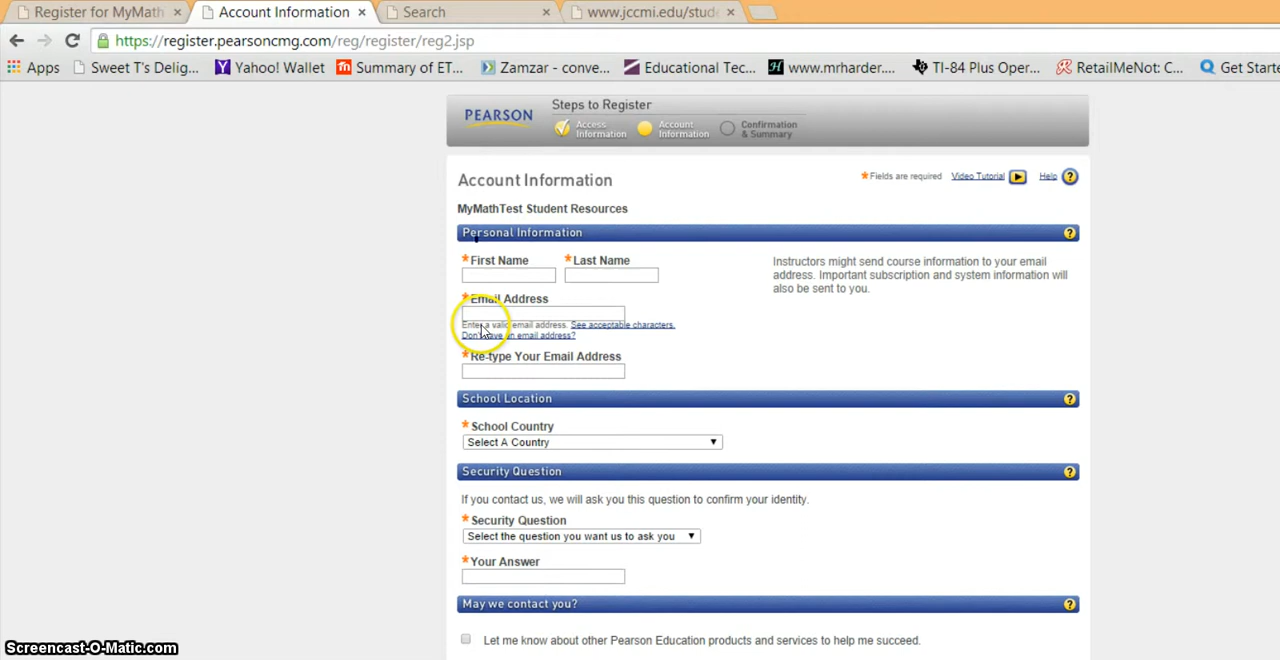 Register for MyMath × Account Information × Search × www.jccmi.edu/stud ×
https://register.pearsoncmg.com/reg/register/reg2.jsp
Apps Sweet T's Delig... Yahoo! Wallet Summary of ET... Zamzar - conve... Educational Tec... www.mrharder.... TI-84 Plus Oper... RetailMeNot: C... Get Starte
PEARSON
Steps to Register
Access Information
Account Information
Confirmation & Summary
Account Information
*Fields are required Video Tutorial Help ?
MyMathTest Student Resources
Personal Information ?
*First Name *Last Name
Instructors might send course information to your email
address. Important subscription and system information will
also be sent to you.
*Email Address
Enter a valid email address. See acceptable characters.
Don't have an email address?
*Re-type Your Email Address
School Location ?
*School Country
Select A Country
Security Question ?
If you contact us, we will ask you this question to confirm your identity.
*Security Question
Select the question you want us to ask you
*Your Answer
May we contact you? ?
Let me know about other Pearson Education products and services to help me succeed.
Screencast-O-Matic.com